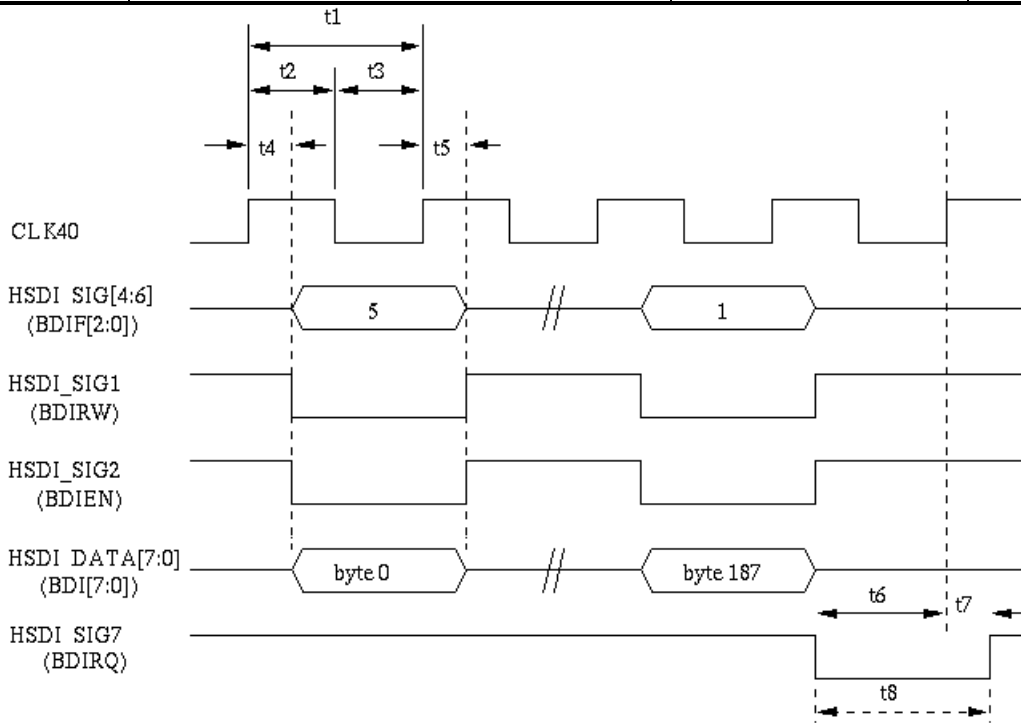 t1
t2 t3
t4 t5
CLK40
HSDI SIG[4:6]
(BDIF[2:0])
5 1
HSDI_SIG1
(BDIRW)
HSDI_SIG2
(BDIEN)
HSDI DATA[7:0]
(BDI[7:0])
byte 0 byte 187
t6 t7
HSDI SIG7
(BDIRQ)
t8